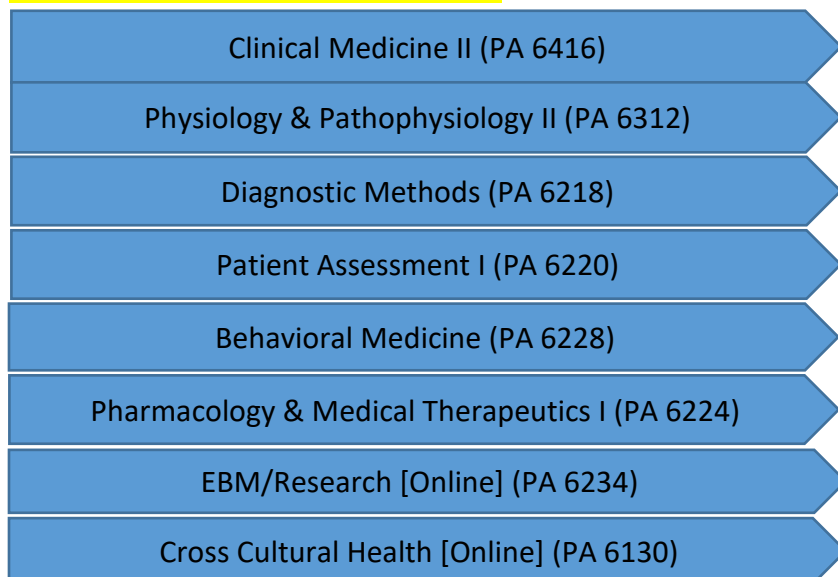 Clinical Medicine II (PA 6416)
Physiology & Pathophysiology II (PA 6312)
Diagnostic Methods (PA 6218)
Patient Assessment I (PA 6220)
Behavioral Medicine (PA 6228)
Pharmacology & Medical Therapeutics I (PA 6224)
EBM/Research [Online] (PA 6234)
Cross Cultural Health [Online] (PA 6130)